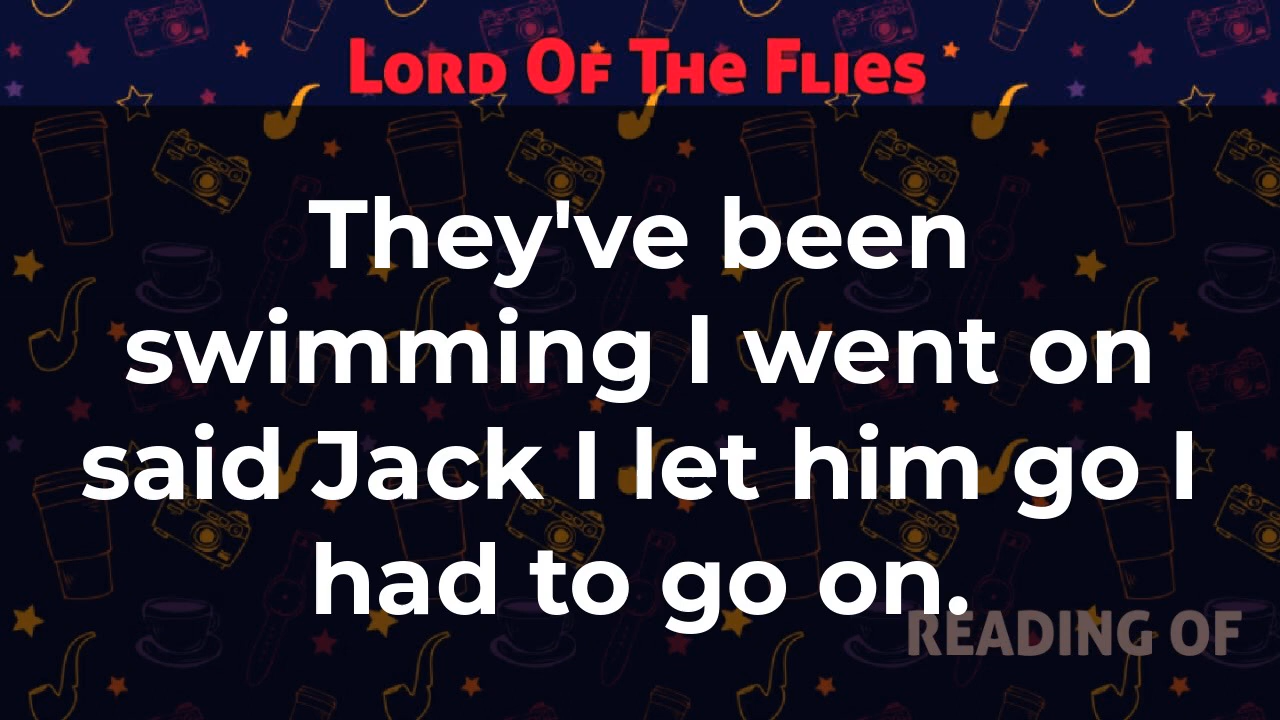 Lord Of The Flies
They've been
swimming I went on
said Jack I let him go I
had to go on.
READING OF